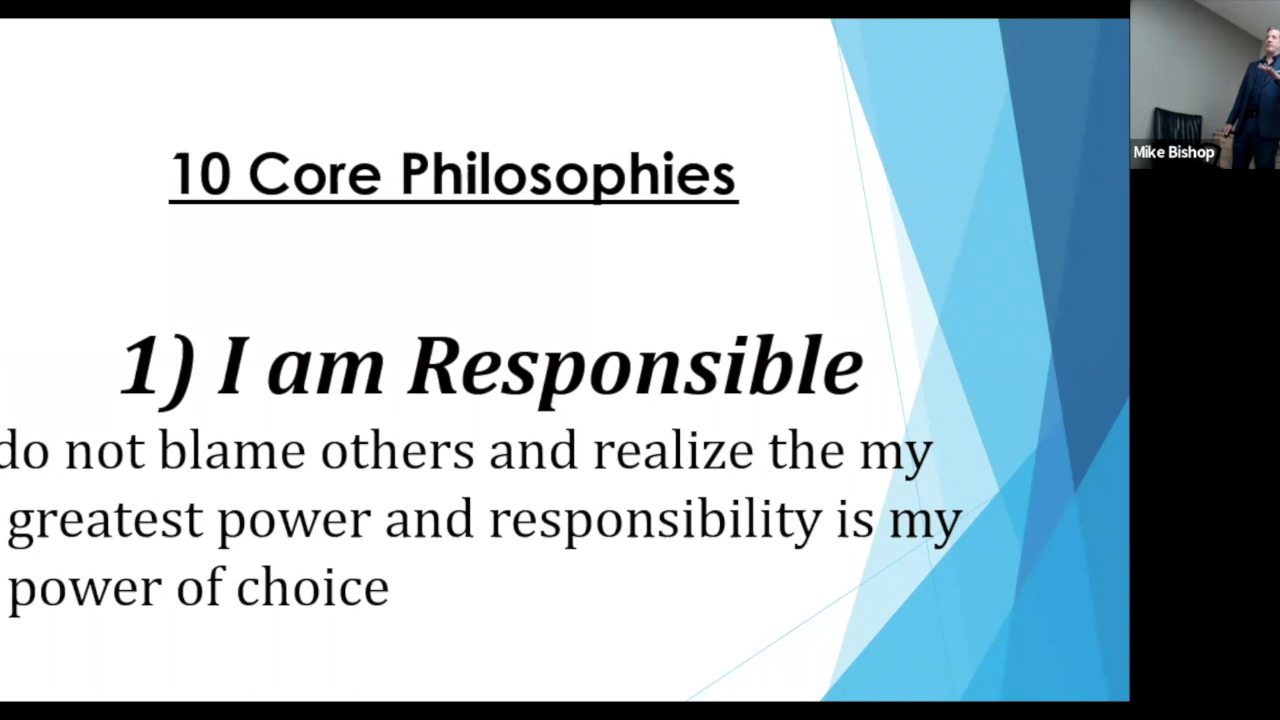 10 Core Philosophies
1) I am Responsible
do not blame others and realize the my
greatest power and responsibility is my
power of choice
Mike Bishop